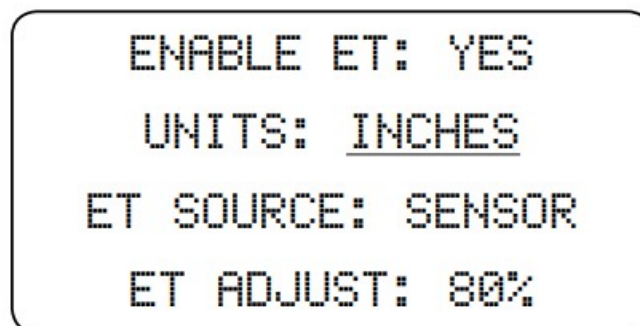 ENABLE ET: YES
UNITS: INCHES
ET SOURCE: SENSOR
ET ADJUST: 80%